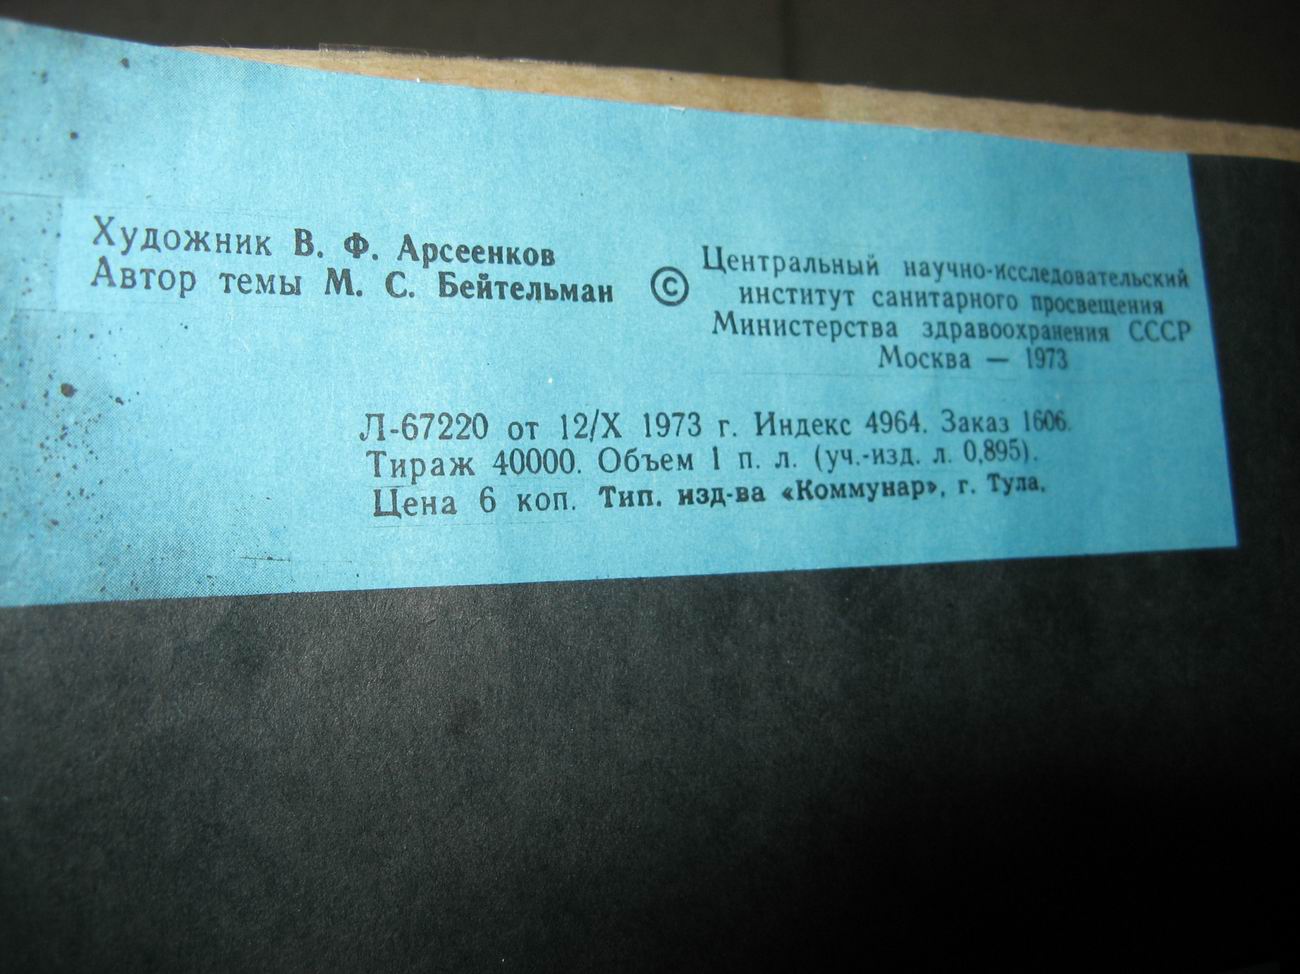 Художник В. Ф. Арсеенков
Автор темы М. С. Бейтельман
© Центральный научно-исследовательский
институт санитарного просвещения
Министерства здравоохранения СССР
Москва — 1973
Л-67220 от 12/X 1973 г. Индекс 4964. Заказ 1606.
Тираж 40000. Объем 1 п. л. (уч.-изд. л. 0,895).
Цена 6 коп. Тип. изд-ва «Коммунар», г. Тула.